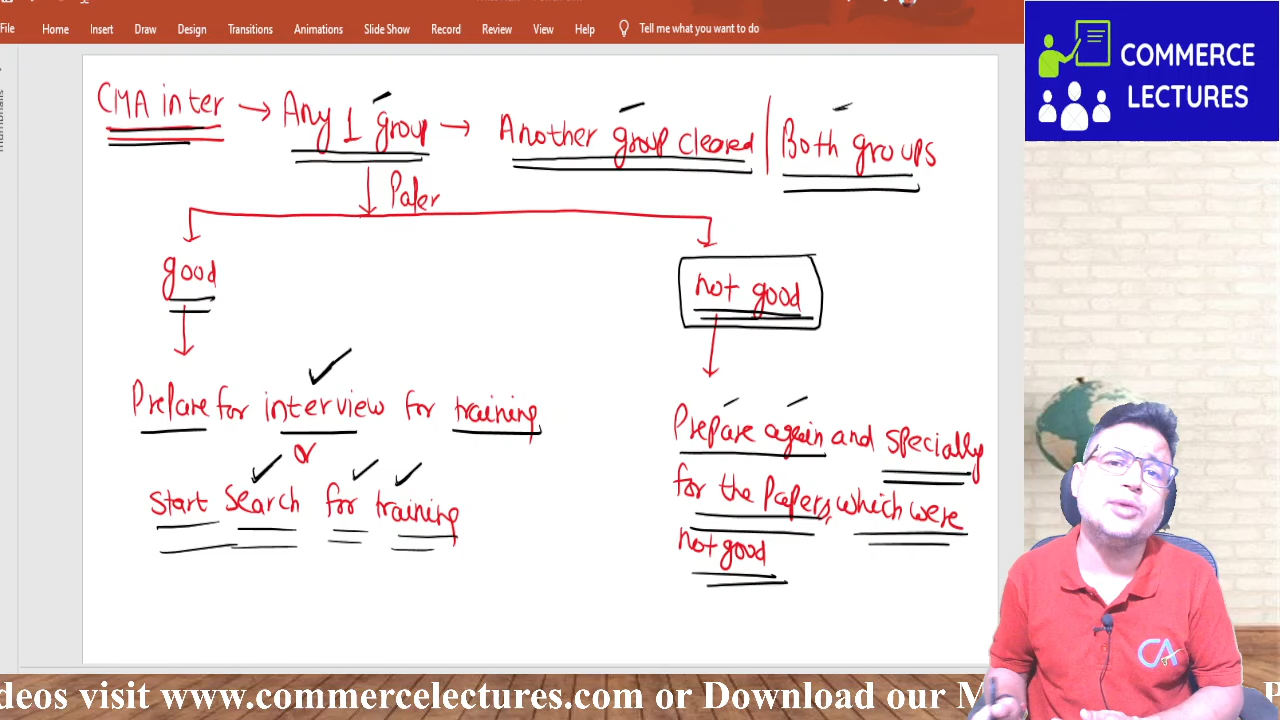 File Home Insert Draw Design Transitions Animations Slide Show Record Review View Help Tell me what you want to do
COMMERCE
LECTURES
CMA inter → Any 1 group → Another group cleared | Both groups
Paper
good
not good
Prepare for interview for training
or
Start Search for training
Prepare again and specially
for the Papers, which were
not good
CA
deos visit www.commercelectures.com or Download our M